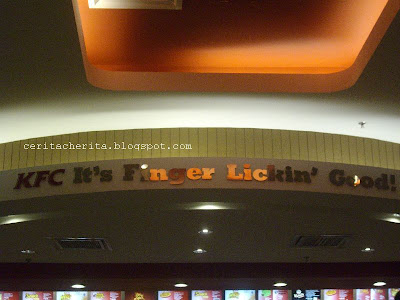 ceritacherita.blogspot.com
KFC It's Finger Lickin' Good!